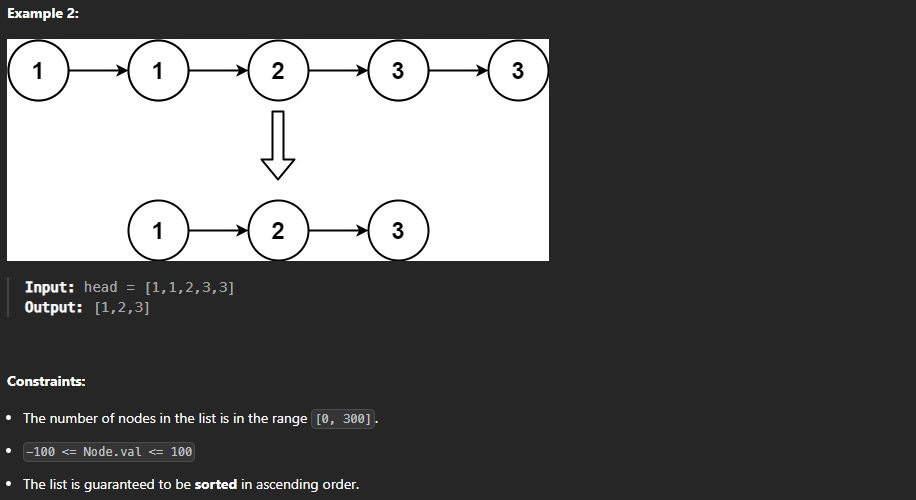 Example 2:
1 1 2 3 3
1 2 3
Input: head = [1,1,2,3,3]
Output: [1,2,3]
Constraints:
• The number of nodes in the list is in the range [0, 300].
• -100 <= Node.val <= 100
• The list is guaranteed to be sorted in ascending order.